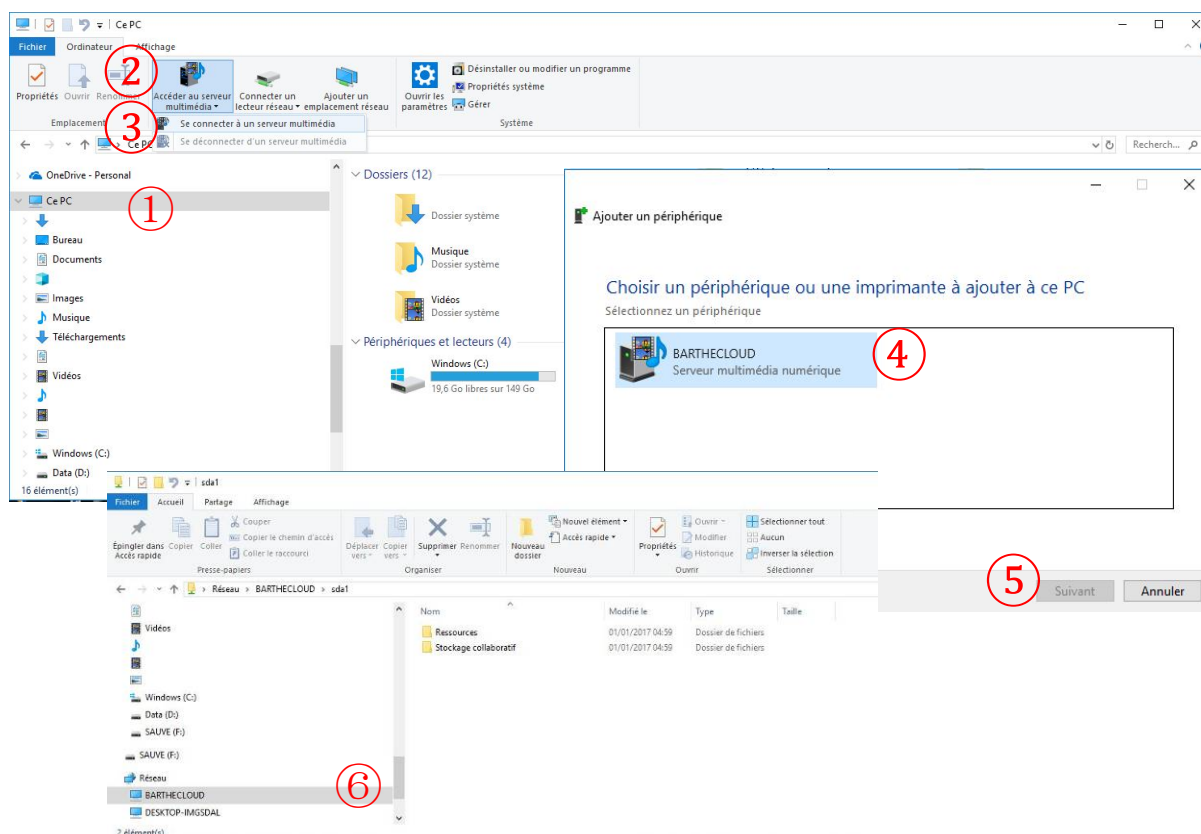 Ce PC
Fichier Ordinateur Affichage
②
Propriétés Ouvrir Renommer
Accéder au serveur multimédia
Connecter un lecteur réseau
Ajouter un emplacement réseau
Ouvrir les paramètres
Désinstaller ou modifier un programme
Propriétés système
Gérer
Emplacement
Système
③
Se connecter à un serveur multimédia
Se déconnecter d'un serveur multimédia
Ce PC
Recherch...
OneDrive - Personal
Ce PC
①
Bureau
Documents
Images
Musique
Téléchargements
Vidéos
Windows (C:)
Data (D:)
16 élément(s)
Dossiers (12)
Dossier système
Musique
Dossier système
Vidéos
Dossier système
Périphériques et lecteurs (4)
Windows (C:)
19,6 Go libres sur 149 Go
Ajouter un périphérique
Choisir un périphérique ou une imprimante à ajouter à ce PC
Sélectionnez un périphérique
BARTHECLOUD
Serveur multimédia numérique
④
⑤
Suivant Annuler
sda1
Fichier Accueil Partage Affichage
Épingler dans Accès rapide
Copier Coller
Couper
Copier le chemin d'accès
Coller le raccourci
Déplacer vers
Copier vers
Supprimer Renommer
Nouveau dossier
Nouvel élément
Accès rapide
Propriétés
Ouvrir
Modifier
Historique
Sélectionner tout
Aucun
Inverser la sélection
Presse-papiers Organiser Nouveau Ouvrir Sélectionner
Réseau > BARTHECLOUD > sda1
Vidéos
Windows (C:)
Data (D:)
SAUVE (F:)
SAUVE (F:)
Réseau
BARTHECLOUD
DESKTOP-IMGSDAL
⑥
2 élément(s)
Nom Modifié le Type Taille
Ressources 01/01/2017 04:59 Dossier de fichiers
Stockage collaboratif 01/01/2017 04:59 Dossier de fichiers